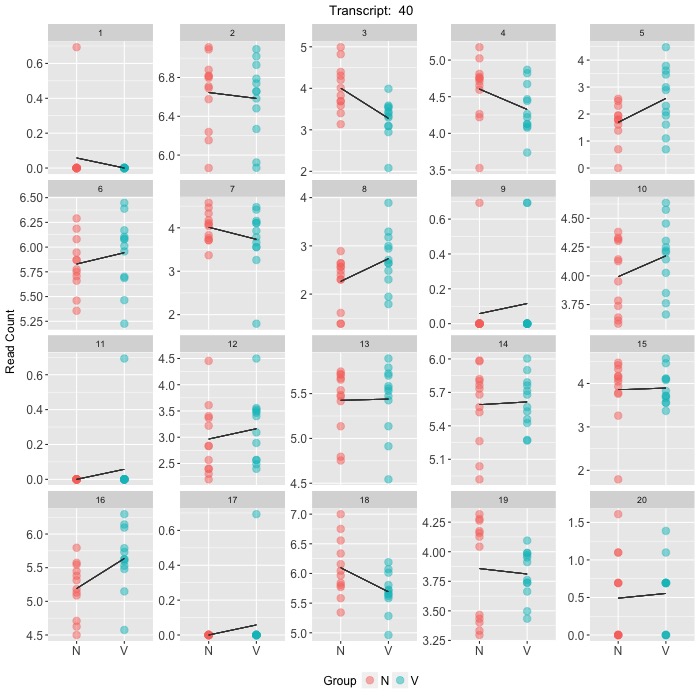 Transcript: 40
1 2 3 4 5
0.6 0.4 0.2 0.0
6.8 6.4 6.0
5 4 3 2
5.0 4.5 4.0 3.5
4 3 2 1 0
6 7 8 9 10
6.50 6.25 6.00 5.75 5.50 5.25
4 3 2
4 3 2
0.6 0.4 0.2 0.0
4.50 4.25 4.00 3.75
Read Count
11 12 13 14 15
0.6 0.4 0.2 0.0
4.5 4.0 3.5 3.0 2.5
5.5 5.0 4.5
6.0 5.7 5.4 5.1
4 3 2
16 17 18 19 20
6.0 5.5 5.0 4.5
0.6 0.4 0.2 0.0
7.0 6.5 6.0 5.5 5.0
4.25 4.00 3.75 3.50 3.25
1.5 1.0 0.5 0.0
N V N V N V N V N V
Group N V